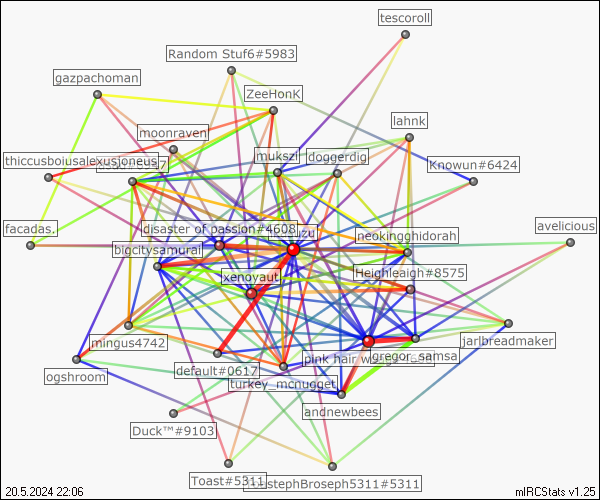 tescoroll
Random Stuf6#5983
gazpachoman
ZeeHonK
lahnk
moonraven
thiccusboiusalexusjoneus
mukszi
doggerdig
Knowun#6424
disaster of passion#4608
facadas.
neokingghidorah
avelicious
bigcitysamurai
xenoyaut
Heighleaigh#8575
mingus4742
jarlbreadmaker
pink hair
gregor_samsa
ogshroom
default#0617
turkey_mcnugget
andnewbees
Duck™#9103
Toast#5311
JostephBroseph5311#5311
20.5.2024 22:06
mIRCStats v1.25